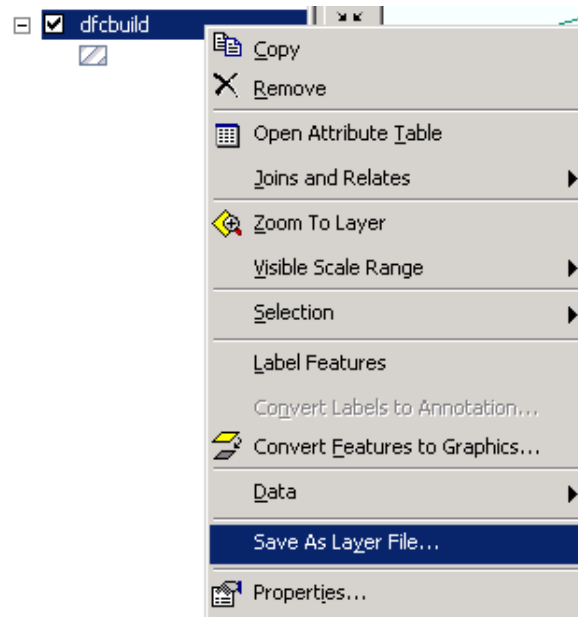 dfcbuild
Copy
Remove
Open Attribute Table
Joins and Relates
Zoom To Layer
Visible Scale Range
Selection
Label Features
Convert Labels to Annotation...
Convert Features to Graphics...
Data
Save As Layer File...
Properties...